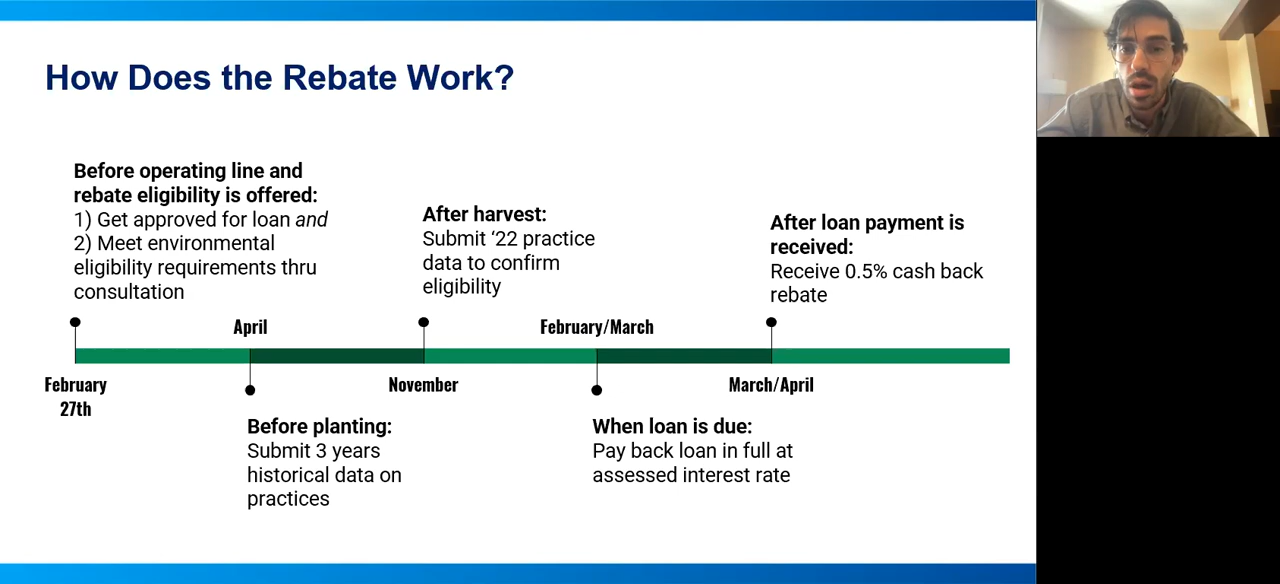 How Does the Rebate Work?
Before operating line and
rebate eligibility is offered:
1) Get approved for loan and
2) Meet environmental
eligibility requirements thru
consultation
After harvest:
Submit ‘22 practice
data to confirm
eligibility
After loan payment is
received:
Receive 0.5% cash back
rebate
April
February/March
February
27th
November
March/April
Before planting:
Submit 3 years
historical data on
practices
When loan is due:
Pay back loan in full at
assessed interest rate